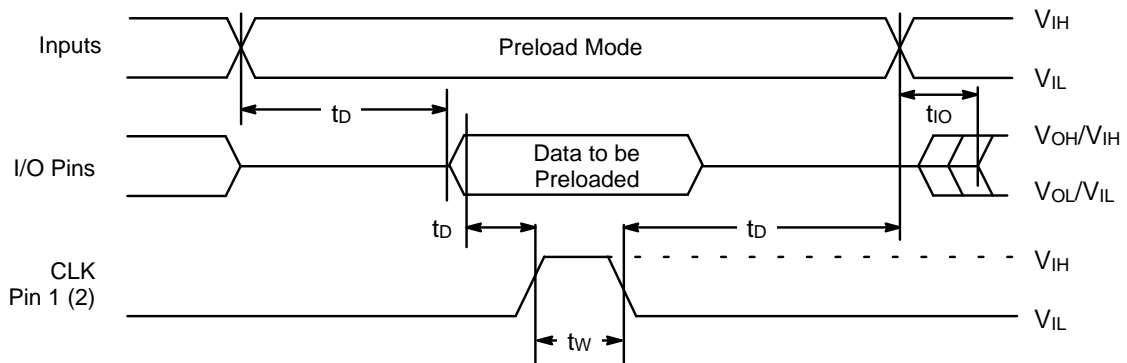 Inputs
Preload Mode
VIH
VIL
tD
tIO
I/O Pins
Data to be
Preloaded
VOH/VIH
VOL/VIL
tD
tD
CLK
Pin 1 (2)
VIH
VIL
tW